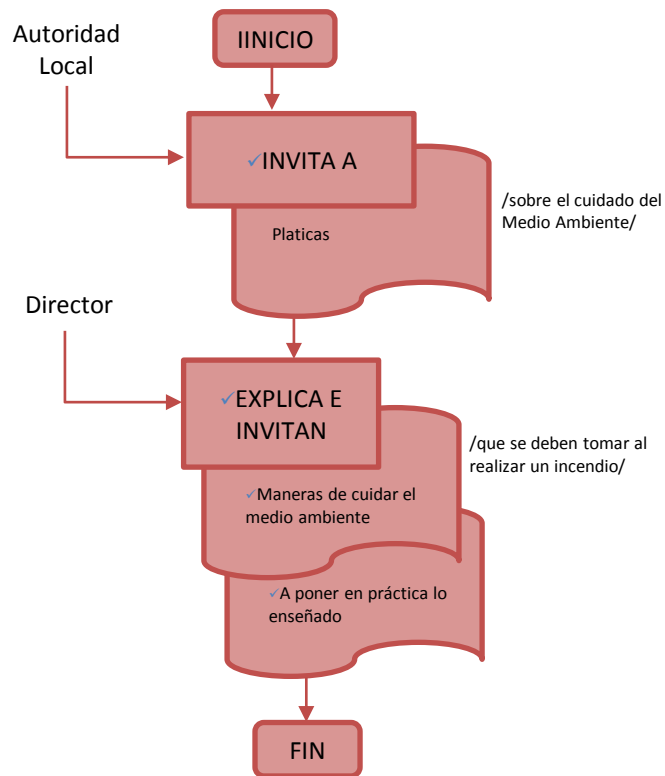 Autoridad
Local
IINICIO
✓INVITA A
/sobre el cuidado del
Medio Ambiente/
Platicas
Director
✓EXPLICA E
INVITAN
/que se deben tomar al
realizar un incendio/
✓Maneras de cuidar el
medio ambiente
✓A poner en práctica lo
enseñado
FIN